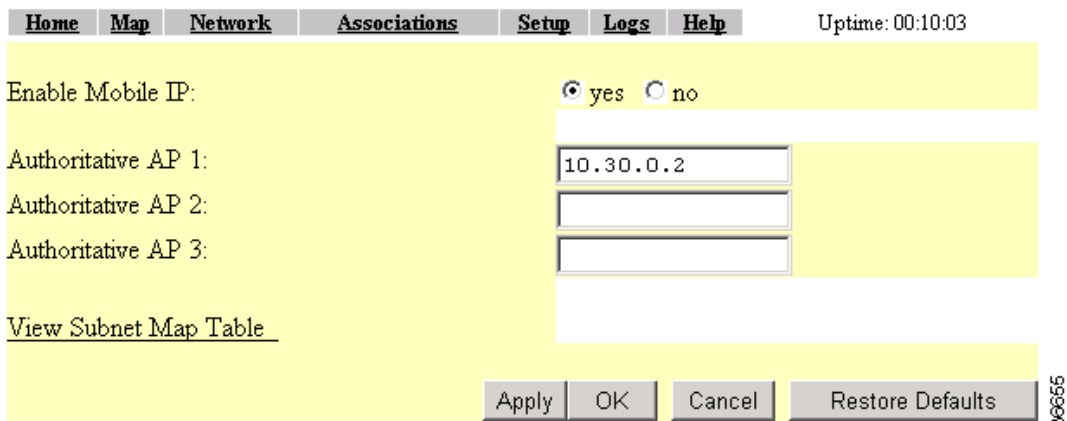 Home Map Network Associations Setup Logs Help Uptime: 00:10:03
Enable Mobile IP: yes no
Authoritative AP 1: 10.30.0.2
Authoritative AP 2:
Authoritative AP 3:
View Subnet Map Table
Apply OK Cancel Restore Defaults